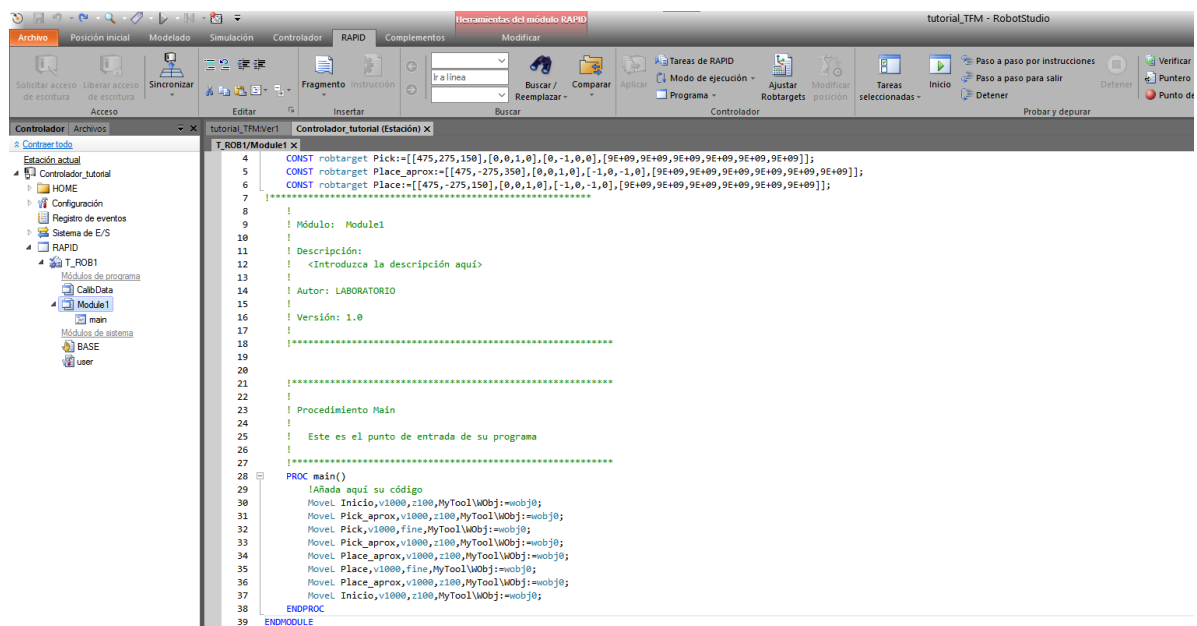 Herramientas del módulo RAPID
tutorial_TFM - RobotStudio
Archivo Posición inicial Modelado Simulación Controlador RAPID Complementos Modificar
Solicitar acceso de escritura
Liberar acceso de escritura
Sincronizar
Acceso
Editar
Fragmento
Instrucción
Insertar
Ir a línea
Buscar / Reemplazar
Comparar
Buscar
Aplicar
Tareas de RAPID
Modo de ejecución
Programa
Ajustar Robtargets
Modificar posición
Controlador
Tareas seleccionadas
Inicio
Paso a paso por instrucciones
Paso a paso para salir
Detener
Detener
Probar y depurar
Verificar
Puntero
Punto de
Controlador Archivos
Contraer todo
Estación actual
Controlador_tutorial
HOME
Configuración
Registro de eventos
Sistema de E/S
RAPID
T_ROB1
Módulos de programa
CalibData
Module1
main
Módulos de sistema
BASE
user
tutorial_TFM:Ver1 Controlador_tutorial (Estación) X
T_ROB1/Module1 X
4 CONST robtarget Pick:=[[475,275,150],[0,0,1,0],[0,-1,0,0],[9E+09,9E+09,9E+09,9E+09,9E+09,9E+09]];
5 CONST robtarget Place_aprox:=[[475,-275,350],[0,0,1,0],[-1,0,-1,0],[9E+09,9E+09,9E+09,9E+09,9E+09,9E+09]];
6 CONST robtarget Place:=[[475,-275,150],[0,0,1,0],[-1,0,-1,0],[9E+09,9E+09,9E+09,9E+09,9E+09,9E+09]];
7 !***********************************************************
8 !
9 ! Módulo: Module1
10 !
11 ! Descripción:
12 ! <Introduzca la descripción aquí>
13 !
14 ! Autor: LABORATORIO
15 !
16 ! Versión: 1.0
17 !
18 !***********************************************************
19
20
21 !***********************************************************
22 !
23 ! Procedimiento Main
24 !
25 ! Este es el punto de entrada de su programa
26 !
27 !***********************************************************
28 PROC main()
29 !Añada aquí su código
30 MoveL Inicio,v1000,z100,MyTool\WObj:=wobj0;
31 MoveL Pick_aprox,v1000,z100,MyTool\WObj:=wobj0;
32 MoveL Pick,v1000,fine,MyTool\WObj:=wobj0;
33 MoveL Pick_aprox,v1000,z100,MyTool\WObj:=wobj0;
34 MoveL Place_aprox,v1000,z100,MyTool\WObj:=wobj0;
35 MoveL Place,v1000,fine,MyTool\WObj:=wobj0;
36 MoveL Place_aprox,v1000,z100,MyTool\WObj:=wobj0;
37 MoveL Inicio,v1000,z100,MyTool\WObj:=wobj0;
38 ENDPROC
39 ENDMODULE